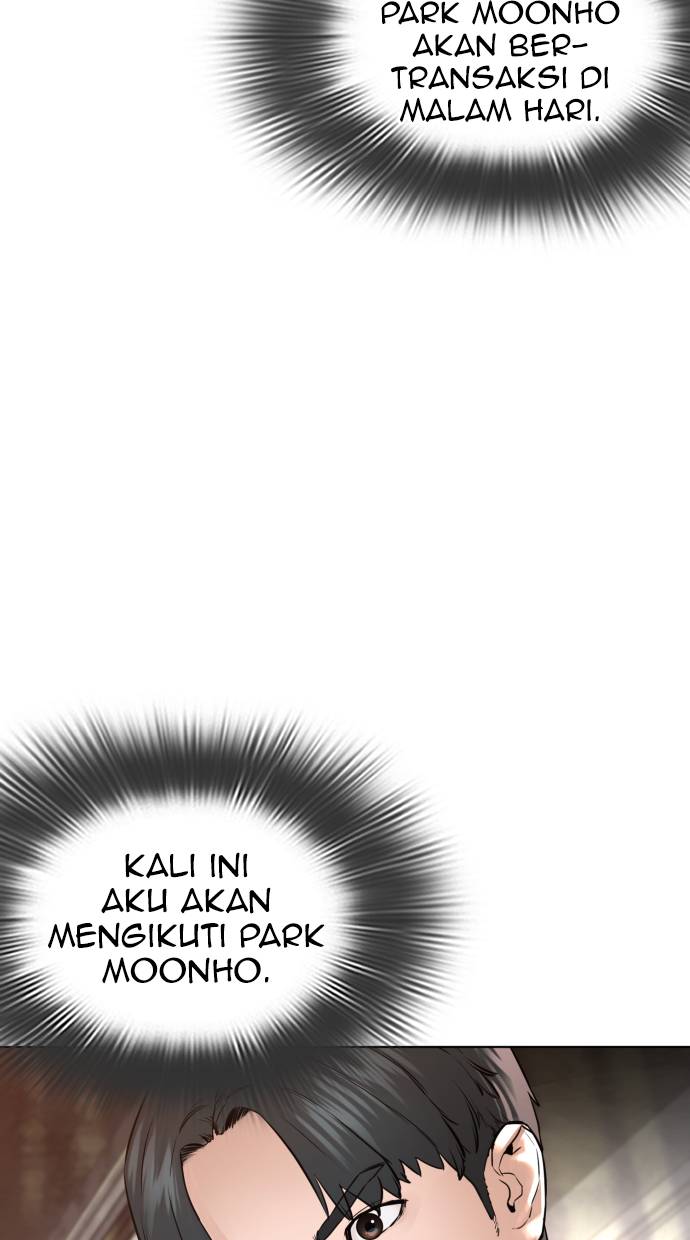 PARK MOONHO
AKAN BER-
TRANSAKSI DI
MALAM HARI.
KALI INI
AKU AKAN
MENGIKUTI PARK
MOONHO.